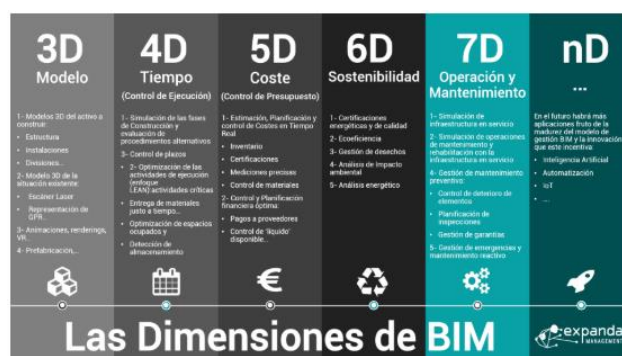 3D
Modelo
1- Modelos 3D del activo a
construir:
• Estructura
• Instalaciones
• Divisiones...
2- Modelo 3D de la
situación existente:
• Escáner Laser
• Representación de
GPR...
3- Animaciones, renderings,
VR...
4- Prefabricación,...
4D
Tiempo
(Control de Ejecución)
1- Simulación de las fases
de Construcción y
evaluación de
procedimientos alternativos
3- Control de plazos
• 2- Optimización de las
actividades de ejecución
(enfoque
LEAN) actividades críticas
• Entrega de materiales
justo a tiempo...
• Optimización de espacios
ocupados y
• Detección de
almacenamiento
5D
Coste
(Control de Presupuesto)
1- Estimación, Planificación y
control de Costes en Tiempo
Real
• Inventario
• Certificaciones
• Mediciones precisas
• Control de materiales
2- Control y Planificación
financiera óptima:
• Pagos a proveedores
• Control de 'líquido'
disponible...
6D
Sostenibilidad
1- Certificaciones
energéticas y de calidad
2- Ecoeficiencia
3- Gestión de desechos
4- Análisis de Impacto
ambiental
5- Análisis energético
7D
Operación y
Mantenimiento
1- Simulación de
infraestructura en servicio
2- Simulación de operaciones
de mantenimiento y
rehabilitación con la
infraestructura en servicio
4- Gestión de mantenimiento
preventivo:
• Control de deterioro de
elementos
• Planificación de
inspecciones
• Gestión de garantías
5- Gestión de emergencias y
mantenimiento reactivo
nD
...
En el futuro habrá más
aplicaciones fruto de la
madurez del modelo de
gestión BIM y la innovación
que este incentiva:
• Inteligencia Artificial
• Automatización
• IoT
• ....
€
Las Dimensiones de BIM
expanda
MANAGEMENT